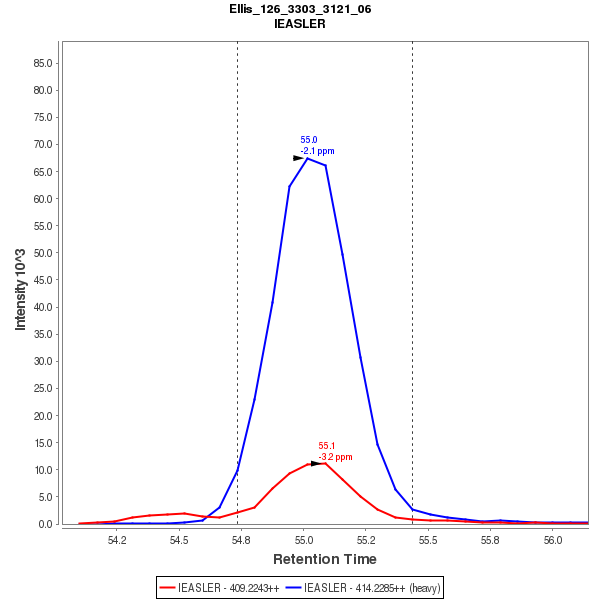 Ellis_126_3303_3121_06
IEASLER
Intensity 10^3
85.0
80.0
75.0
70.0
65.0
60.0
55.0
50.0
45.0
40.0
35.0
30.0
25.0
20.0
15.0
10.0
5.0
0.0
55.0
-2.1 ppm
55.1
-3.2 ppm
54.2 54.5 54.8 55.0 55.2 55.5 55.8 56.0
Retention Time
IEASLER - 409.2243++ IEASLER - 414.2285++ (heavy)